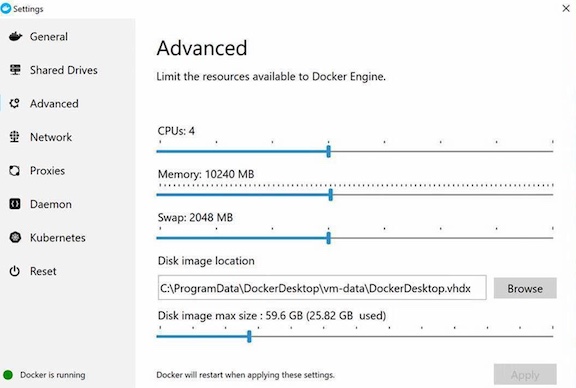 Settings
General
Shared Drives
Advanced
Network
Proxies
Daemon
Kubernetes
Reset
Docker is running
Advanced
Limit the resources available to Docker Engine.
CPUs: 4
Memory: 10240 MB
Swap: 2048 MB
Disk image location
C:\ProgramData\DockerDesktop\vm-data\DockerDesktop.vhdx
Browse
Disk image max size : 59.6 GB (25.82 GB used)
Docker will restart when applying these settings.
Apply